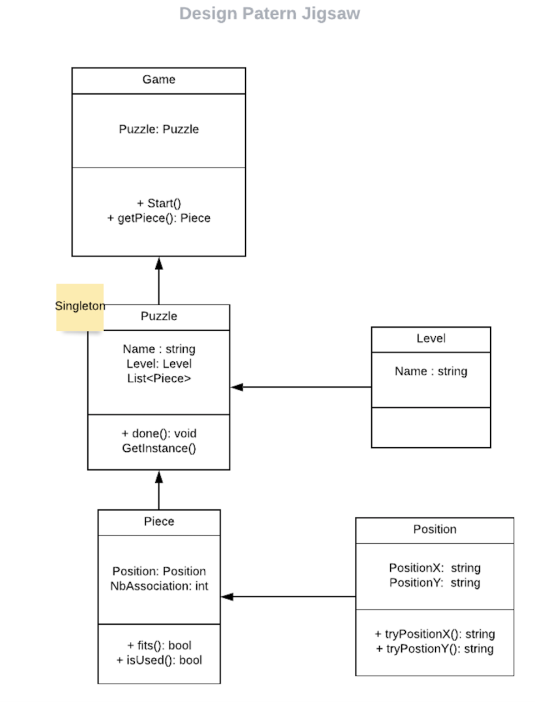 Design Patern Jigsaw
Game
Puzzle: Puzzle
+ Start()
+ getPiece(): Piece
Singleton
Puzzle
Name : string
Level: Level
List<Piece>
+ done(): void
GetInstance()
Level
Name : string
Piece
Position: Position
NbAssociation: int
+ fits(): bool
+ isUsed(): bool
Position
PositionX:  string
PositionY:  string
+ tryPositionX(): string
+ tryPostionY(): string